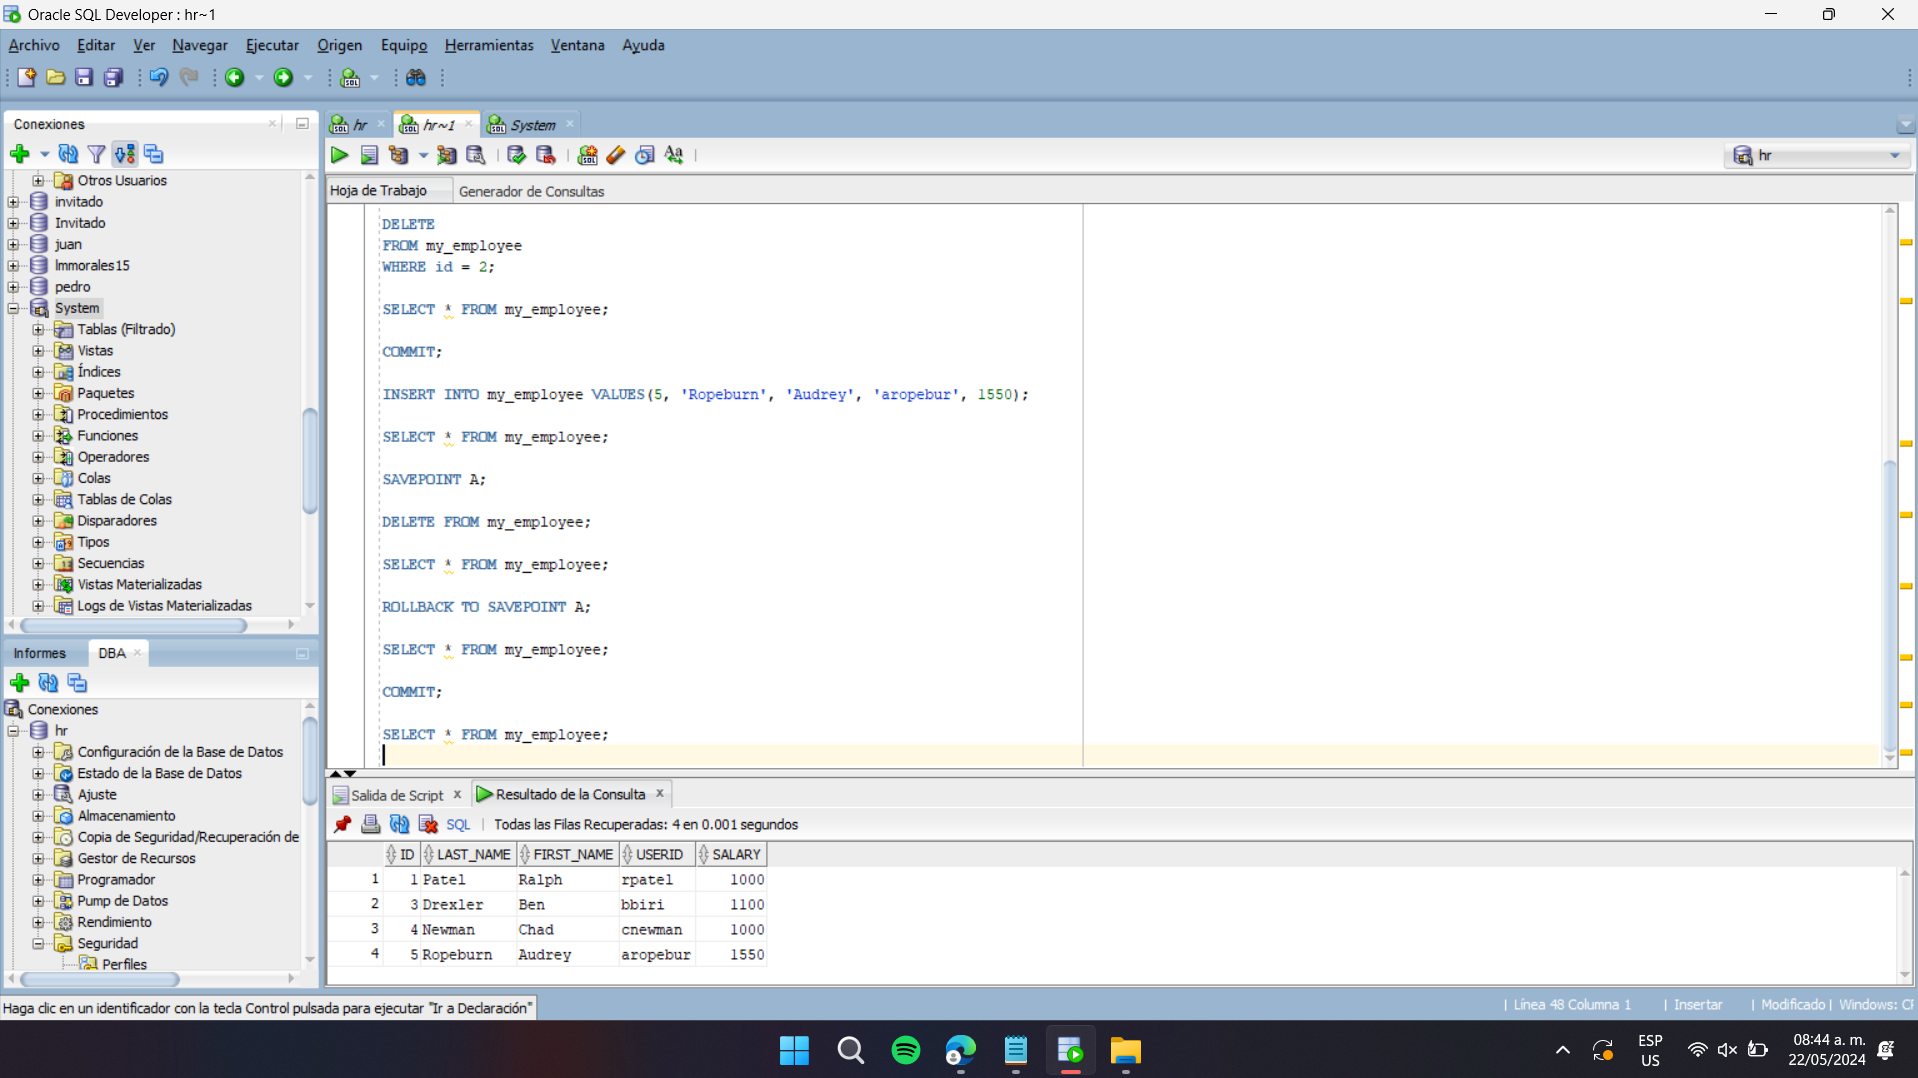 Oracle SQL Developer : hr~1
Archivo Editar Ver Navegar Ejecutar Origen Equipo Herramientas Ventana Ayuda
Conexiones
Otros Usuarios
invitado
Invitado
juan
lmmorales15
pedro
System
Tablas (Filtrado)
Vistas
Índices
Paquetes
Procedimientos
Funciones
Operadores
Colas
Tablas de Colas
Disparadores
Tipos
Secuencias
Vistas Materializadas
Logs de Vistas Materializadas
Informes DBA
Conexiones
hr
Configuración de la Base de Datos
Estado de la Base de Datos
Ajuste
Almacenamiento
Copia de Seguridad/Recuperación de
Gestor de Recursos
Programador
Pump de Datos
Rendimiento
Seguridad
Perfiles
hr hr~1 System
hr
Hoja de Trabajo Generador de Consultas
DELETE
FROM my_employee
WHERE id = 2;
SELECT * FROM my_employee;
COMMIT;
INSERT INTO my_employee VALUES(5, 'Ropeburn', 'Audrey', 'aropebur', 1550);
SELECT * FROM my_employee;
SAVEPOINT A;
DELETE FROM my_employee;
SELECT * FROM my_employee;
ROLLBACK TO SAVEPOINT A;
SELECT * FROM my_employee;
COMMIT;
SELECT * FROM my_employee;
Salida de Script Resultado de la Consulta
SQL Todas las Filas Recuperadas: 4 en 0.001 segundos
ID LAST_NAME FIRST_NAME USERID SALARY
1 1 Patel Ralph rpatel 1000
2 3 Drexler Ben bbiri 1100
3 4 Newman Chad cnewman 1000
4 5 Ropeburn Audrey aropebur 1550
Haga clic en un identificador con la tecla Control pulsada para ejecutar "Ir a Declaración"
Línea 48 Columna 1 | Insertar | Modificado | Windows: CF
ESP
US
08:44 a. m.
22/05/2024